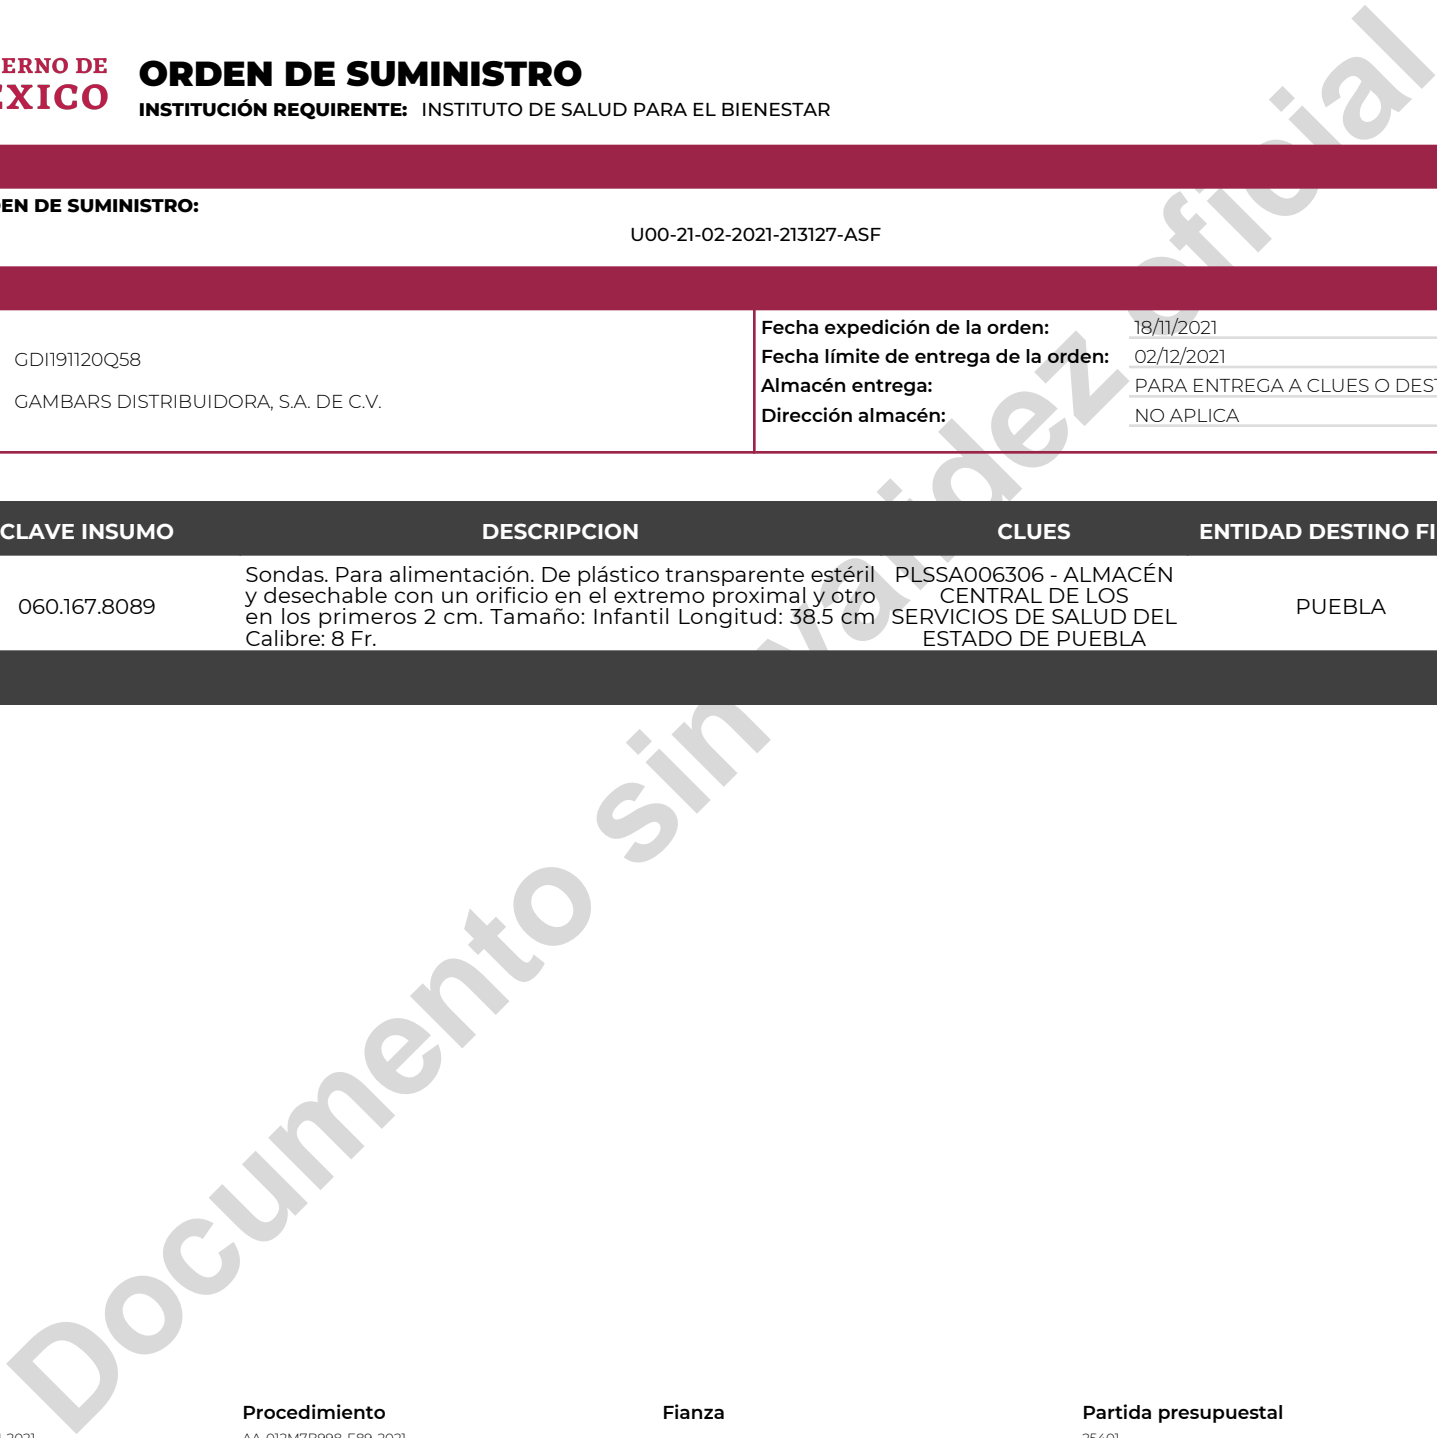 ORDEN DE SUMINISTRO
INSTITUCIÓN REQUIRENTE: INSTITUTO DE SALUD PARA EL BIENESTAR
ERNO DE
EXICO
EN DE SUMINISTRO:
U00-21-02-2021-213127-ASF
GDI191120Q58
GAMBARS DISTRIBUIDORA, S.A. DE C.V.
Fecha expedición de la orden: 18/11/2021
Fecha límite de entrega de la orden: 02/12/2021
Almacén entrega: PARA ENTREGA A CLUES O DEST
Dirección almacén: NO APLICA
CLAVE INSUMO DESCRIPCION CLUES ENTIDAD DESTINO FI
060.167.8089
Sondas. Para alimentación. De plástico transparente estéril
y desechable con un orificio en el extremo proximal y otro
en los primeros 2 cm. Tamaño: Infantil Longitud: 38.5 cm
Calibre: 8 Fr.
PLSSA006306 - ALMACÉN
CENTRAL DE LOS
SERVICIOS DE SALUD DEL
ESTADO DE PUEBLA
PUEBLA
Documento sin validez oficial
Procedimiento Fianza Partida presupuestal